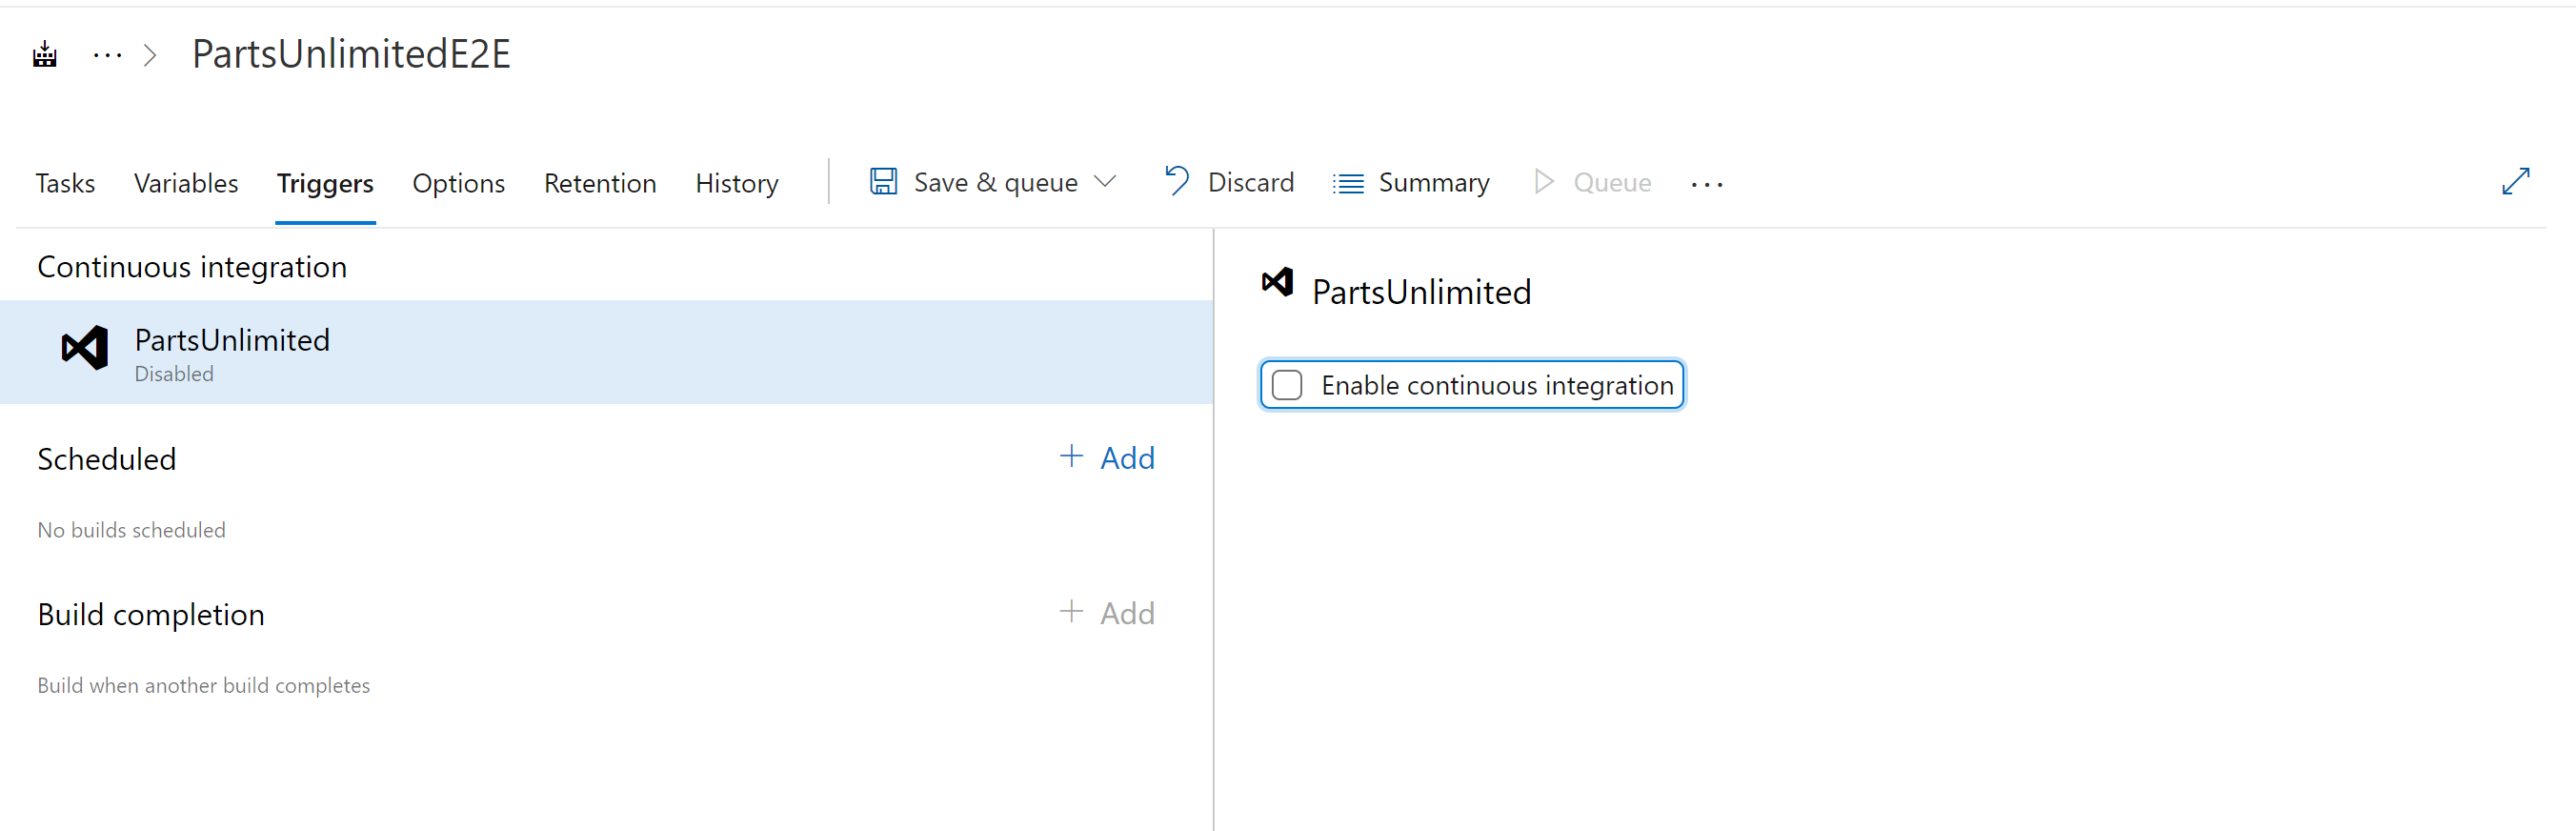 PartsUnlimitedE2E
Tasks Variables Triggers Options Retention History Save & queue Discard Summary Queue
Continuous integration
PartsUnlimited
Disabled
Scheduled + Add
No builds scheduled
Build completion + Add
Build when another build completes
PartsUnlimited
Enable continuous integration